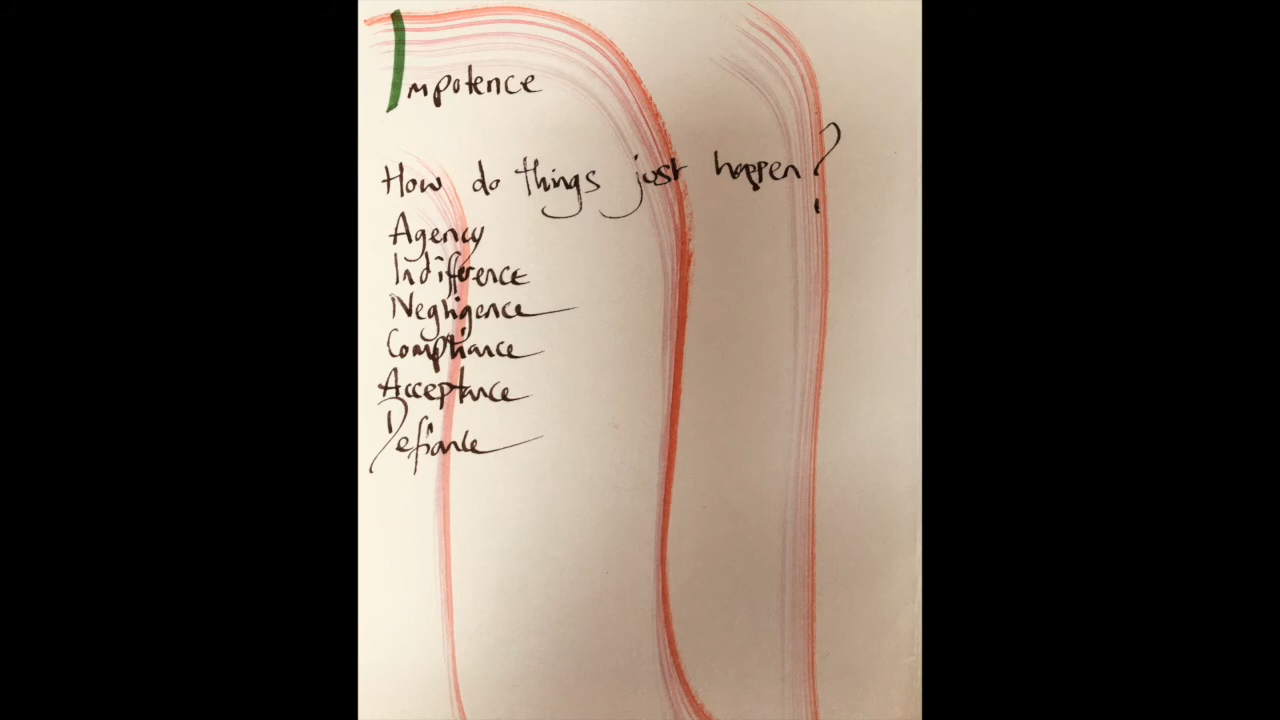 Impotence
How do things just happen?
Agency
Indifference
Negligence
Compliance
Acceptance
Defiance